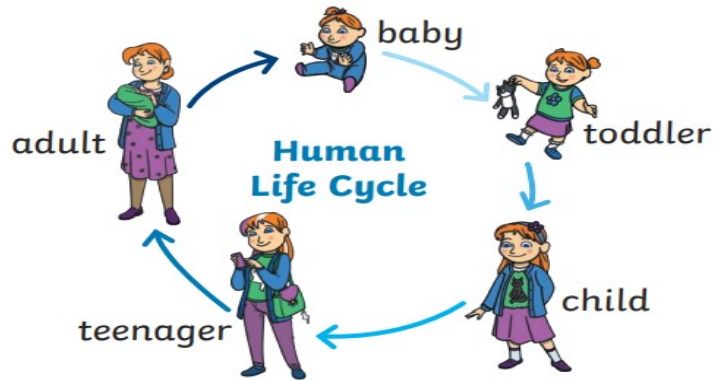 baby
toddler
child
teenager
adult
Human
Life Cycle